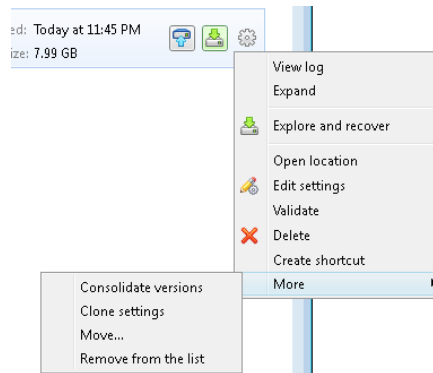 ed: Today at 11:45 PM
ize: 7.99 GB
View log
Expand
Explore and recover
Open location
Edit settings
Validate
Delete
Create shortcut
More
Consolidate versions
Clone settings
Move...
Remove from the list